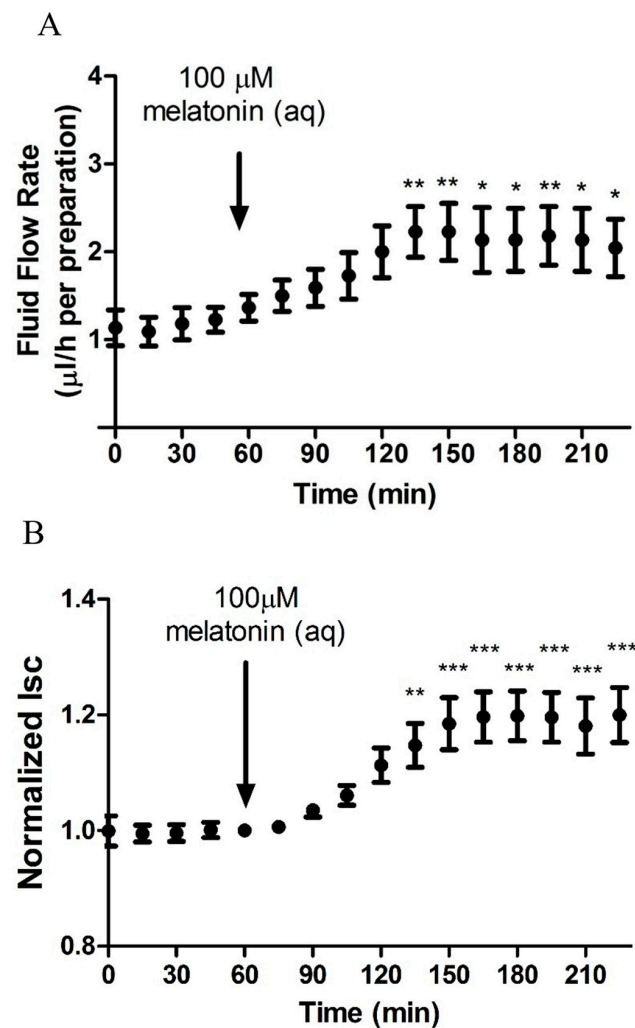 A
100 μM
melatonin (aq)
Fluid Flow Rate
(μl/h per preparation)
4
3
2
1
** ** * * ** * *
0 30 60 90 120 150 180 210
Time (min)
B
100μM
melatonin (aq)
Normalized Isc
1.4
1.2
1.0
0.8
** *** *** *** *** *** ***
0 30 60 90 120 150 180 210
Time (min)